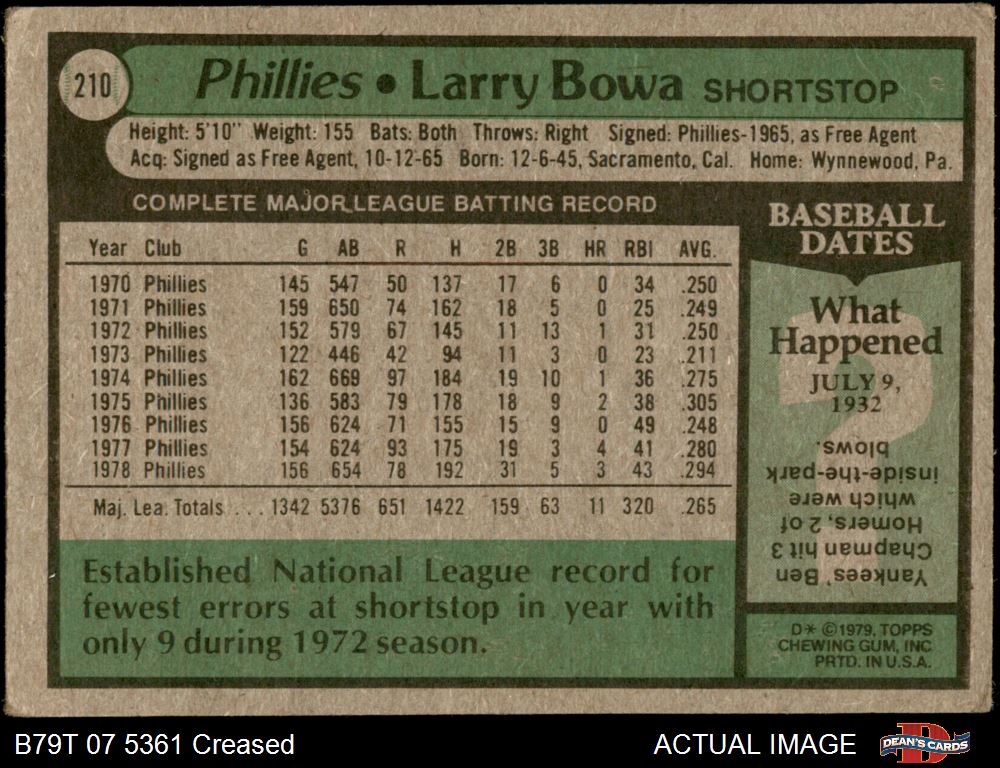 210
Phillies • Larry Bowa SHORTSTOP
Height: 5'10" Weight: 155 Bats: Both Throws: Right Signed: Phillies-1965, as Free Agent
Acq: Signed as Free Agent, 10-12-65 Born: 12-6-45, Sacramento, Cal. Home: Wynnewood, Pa.
COMPLETE MAJOR LEAGUE BATTING RECORD
Year Club G AB R H 2B 3B HR RBI AVG.
1970 Phillies 145 547 50 137 17 6 0 34 .250
1971 Phillies 159 650 74 162 18 5 0 25 .249
1972 Phillies 152 579 67 145 11 13 1 31 .250
1973 Phillies 122 446 42 94 11 3 0 23 .211
1974 Phillies 162 669 97 184 19 10 1 36 .275
1975 Phillies 136 583 79 178 18 9 2 38 .305
1976 Phillies 156 624 71 155 15 9 0 49 .248
1977 Phillies 154 624 93 175 19 3 4 41 .280
1978 Phillies 156 654 78 192 31 5 3 43 .294
Maj. Lea. Totals ... 1342 5376 651 1422 159 63 11 320 .265
Established National League record for
fewest errors at shortstop in year with
only 9 during 1972 season.
BASEBALL
DATES
What
Happened
JULY 9,
1932
Yankees' Ben
Chapman hit 3
Homers, 2 of
which were
inside-the-park
blows.
D* ©1979, TOPPS
CHEWING GUM, INC
PRTD. IN U.S.A.
B79T 07 5361 Creased
ACTUAL IMAGE
D
DEAN'S CARDS